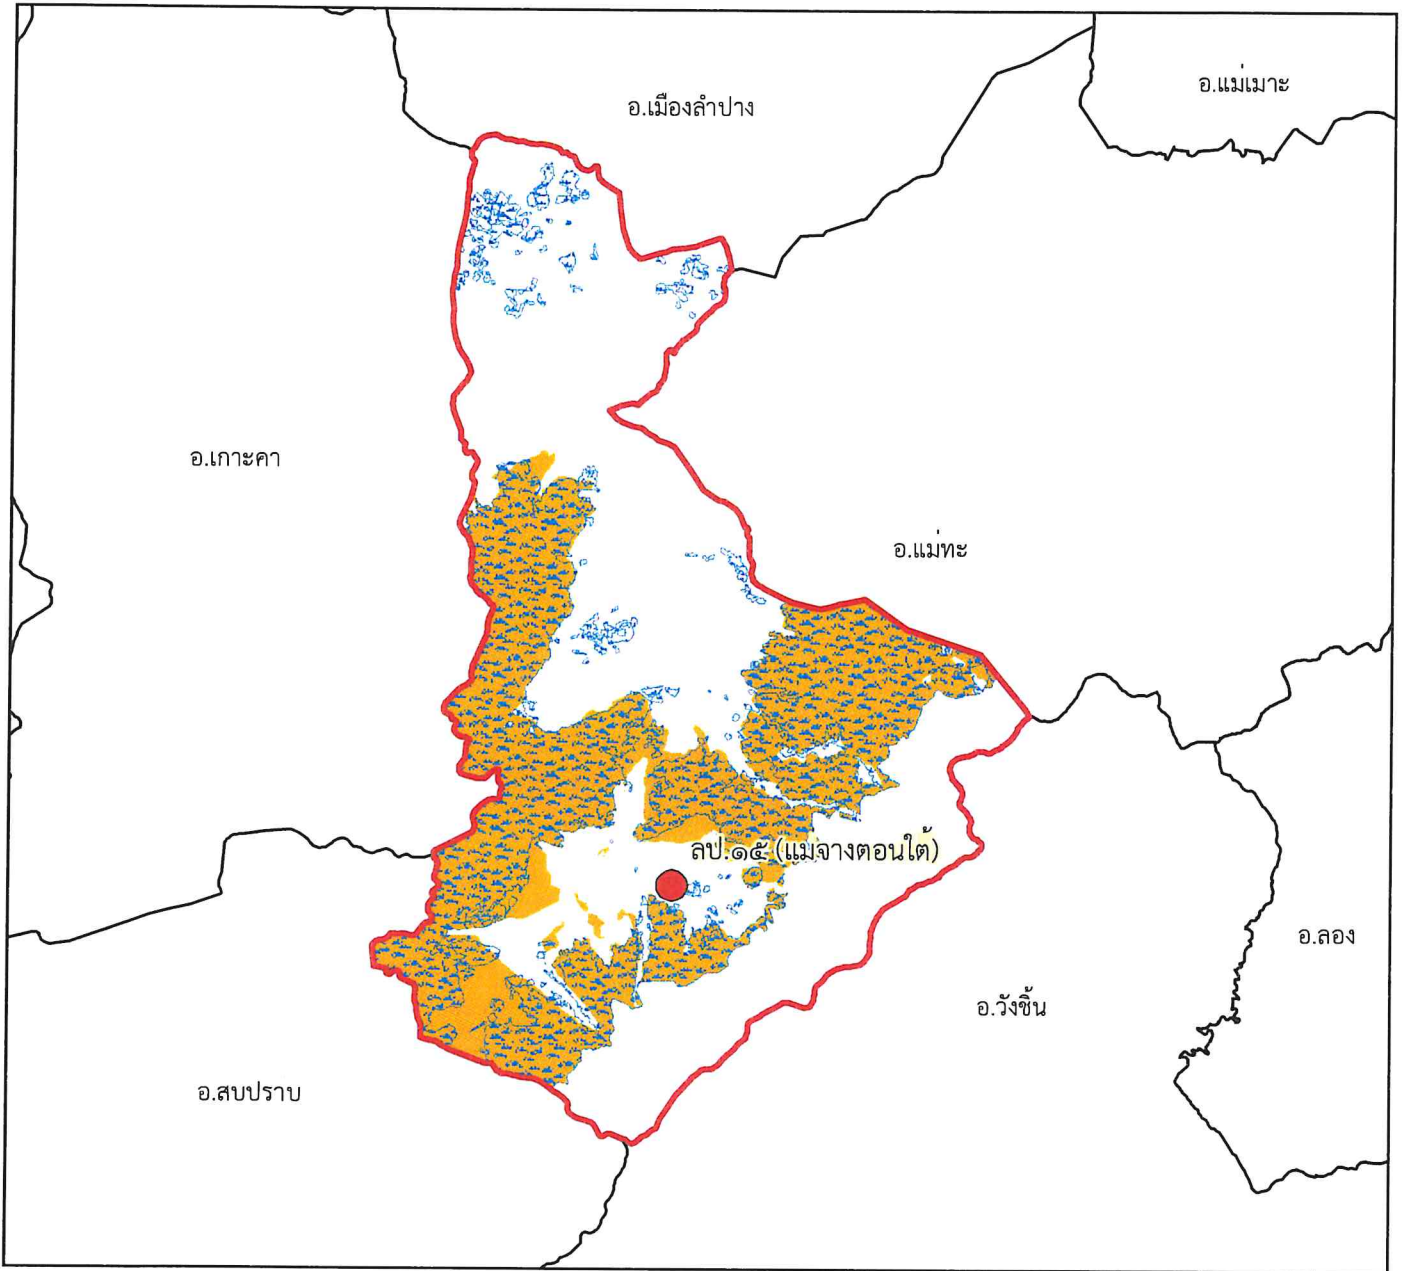 อ.แม่เมาะ
อ.เมืองลำปาง
อ.เกาะคา
อ.แม่ทะ
ลป.๑๕ (แม่จางตอนใต้)
อ.ลอง
อ.วังชิ้น
อ.สบปราบ